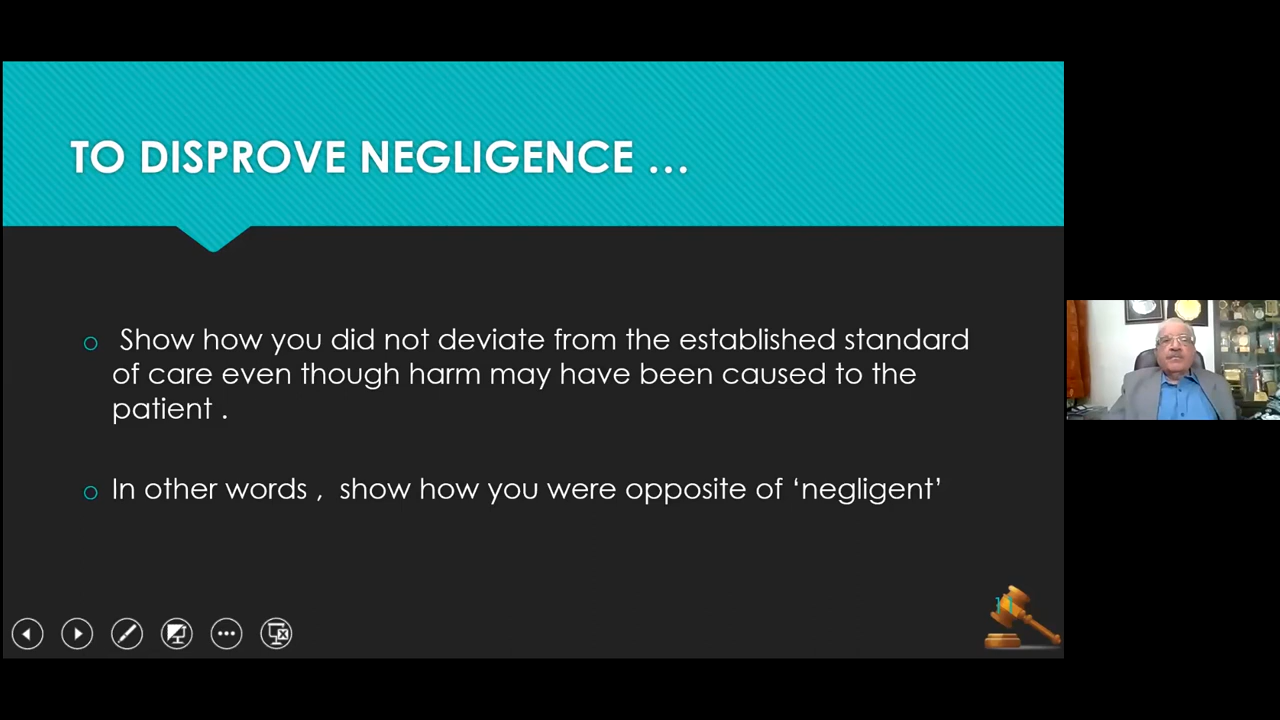 TO DISPROVE NEGLIGENCE ...
Show how you did not deviate from the established standard
of care even though harm may have been caused to the
patient .
In other words , show how you were opposite of ‘negligent’
11